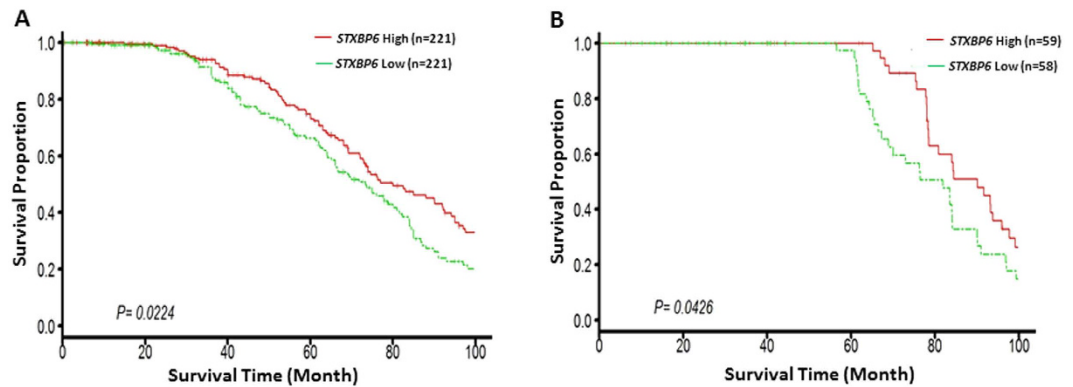 A
STXBP6 High (n=221)
STXBP6 Low (n=221)
Survival Proportion
1.0
0.8
0.6
0.4
0.2
0.0
P= 0.0224
0 20 40 60 80 100
Survival Time (Month)
B
STXBP6 High (n=59)
STXBP6 Low (n=58)
Survival Proportion
1.0
0.8
0.6
0.4
0.2
0.0
P= 0.0426
0 20 40 60 80 100
Survival Time (Month)